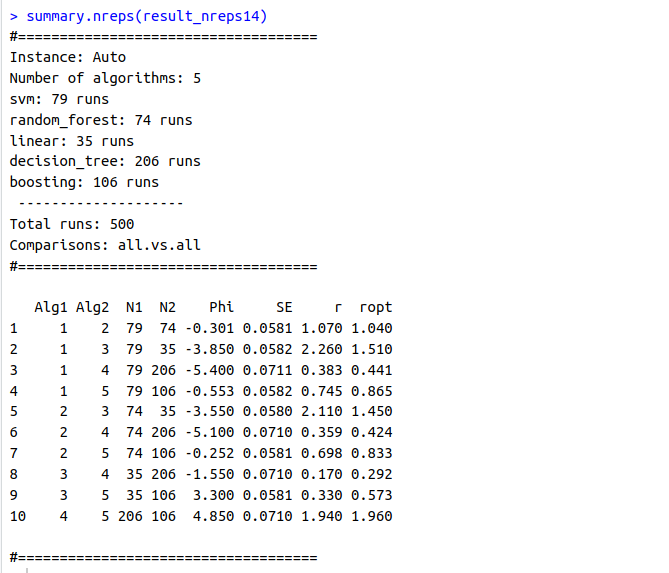 > summary.nreps(result_nreps14)
#====================================
Instance: Auto
Number of algorithms: 5
svm: 79 runs
random_forest: 74 runs
linear: 35 runs
decision_tree: 206 runs
boosting: 106 runs
--------------------
Total runs: 500
Comparisons: all.vs.all
#====================================
Alg1 Alg2 N1 N2 Phi SE r ropt
1 1 2 79 74 -0.301 0.0581 1.070 1.040
2 1 3 79 35 -3.850 0.0582 2.260 1.510
3 1 4 79 206 -5.400 0.0711 0.383 0.441
4 1 5 79 106 -0.553 0.0582 0.745 0.865
5 2 3 74 35 -3.550 0.0580 2.110 1.450
6 2 4 74 206 -5.100 0.0710 0.359 0.424
7 2 5 74 106 -0.252 0.0581 0.698 0.833
8 3 4 35 206 -1.550 0.0710 0.170 0.292
9 3 5 35 106 3.300 0.0581 0.330 0.573
10 4 5 206 106 4.850 0.0710 1.940 1.960
#====================================